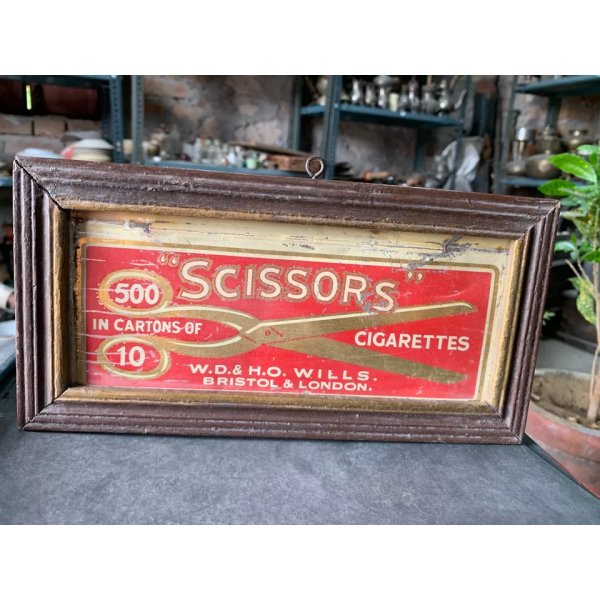 "SCISSORS"
500
IN CARTONS OF
10
CIGARETTES
W.D. & H.O. WILLS.
BRISTOL & LONDON.